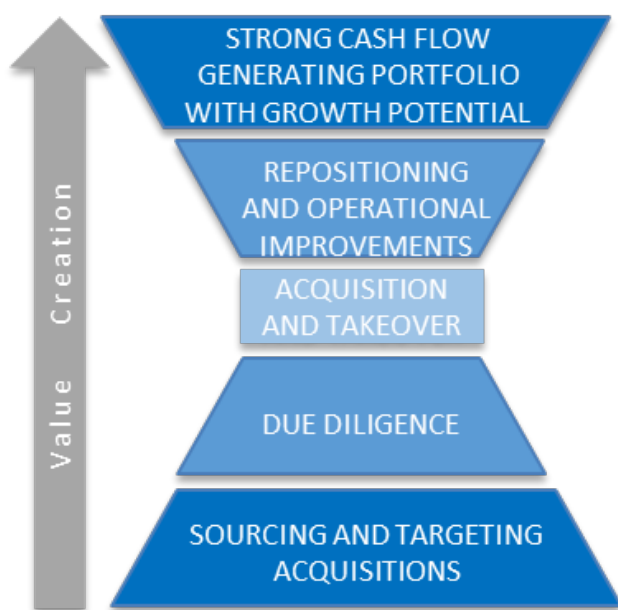 STRONG CASH FLOW
GENERATING PORTFOLIO
WITH GROWTH POTENTIAL
REPOSITIONING
AND OPERATIONAL
IMPROVEMENTS
ACQUISITION
AND TAKEOVER
DUE DILIGENCE
SOURCING AND TARGETING
ACQUISITIONS
Value Creation